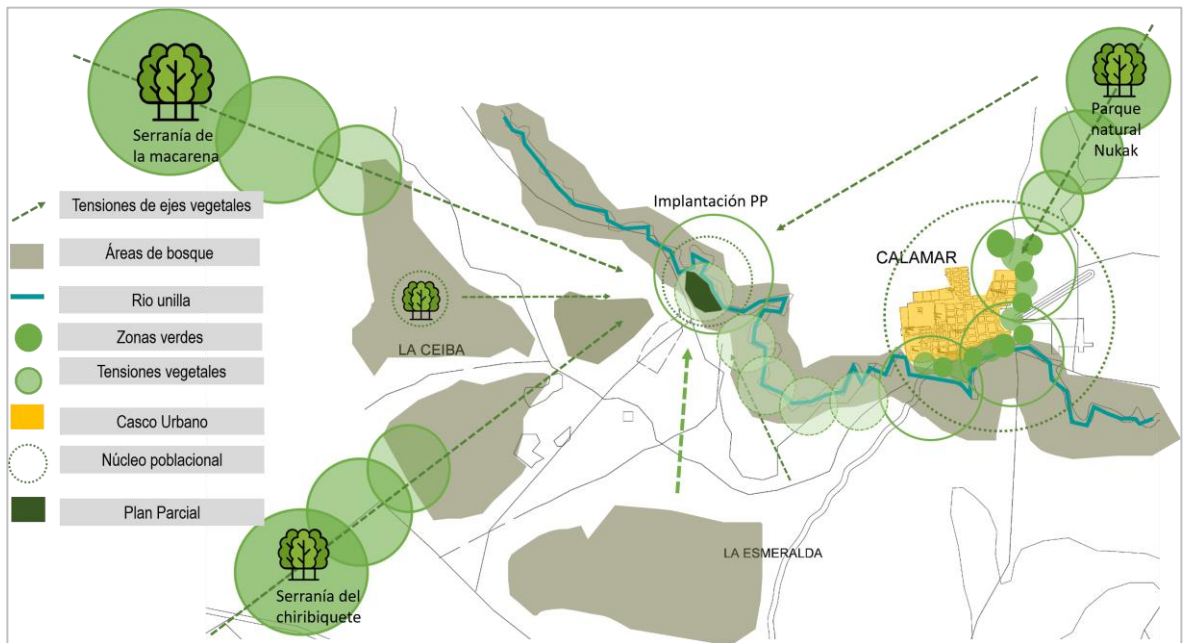 Serranía de
la macarena
Parque
natural
Nukak
Tensiones de ejes vegetales
Áreas de bosque
Rio unilla
Zonas verdes
Tensiones vegetales
Casco Urbano
Núcleo poblacional
Plan Parcial
Implantación PP
CALAMAR
LA CEIBA
LA ESMERALDA
Serranía del
chiribiquete